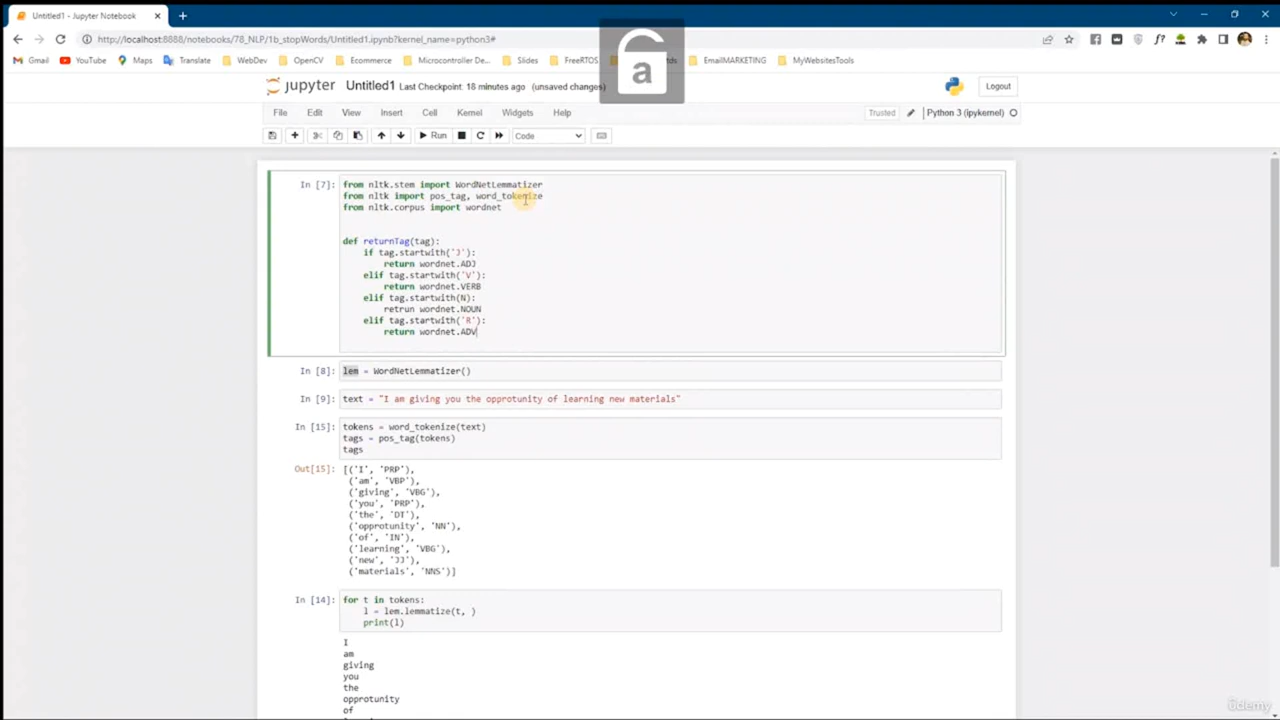 Untitled1 - Jupyter Notebook
http://localhost:8888/notebooks/78_NLP/1b_stopWords/Untitled1.ipynb?kernel_name=python3#
Gmail YouTube Maps Translate WebDev OpenCV Ecommerce Microcontroller De... Slides FreeRTOS EmailMARKETING MyWebsitesTools
a
jupyter Untitled1 Last Checkpoint: 18 minutes ago (unsaved changes) Logout
File Edit View Insert Cell Kernel Widgets Help Trusted Python 3 (ipykernel)
Run Code
In [7]: from nltk.stem import WordNetLemmatizer
from nltk import pos_tag, word_tokenize
from nltk.corpus import wordnet
def returnTag(tag):
if tag.startwith('J'):
return wordnet.ADJ
elif tag.startwith('V'):
return wordnet.VERB
elif tag.startwith(N):
retrun wordnet.NOUN
elif tag.startwith('R'):
return wordnet.ADV
In [8]: lem = WordNetLemmatizer()
In [9]: text = "I am giving you the opprotunity of learning new materials"
In [15]: tokens = word_tokenize(text)
tags = pos_tag(tokens)
tags
Out[15]: [('I', 'PRP'),
('am', 'VBP'),
('giving', 'VBG'),
('you', 'PRP'),
('the', 'DT'),
('opprotunity', 'NN'),
('of', 'IN'),
('learning', 'VBG'),
('new', 'JJ'),
('materials', 'NNS')]
In [14]: for t in tokens:
l = lem.lemmatize(t, )
print(l)
I
am
giving
you
the
opprotunity
of
ûdemy